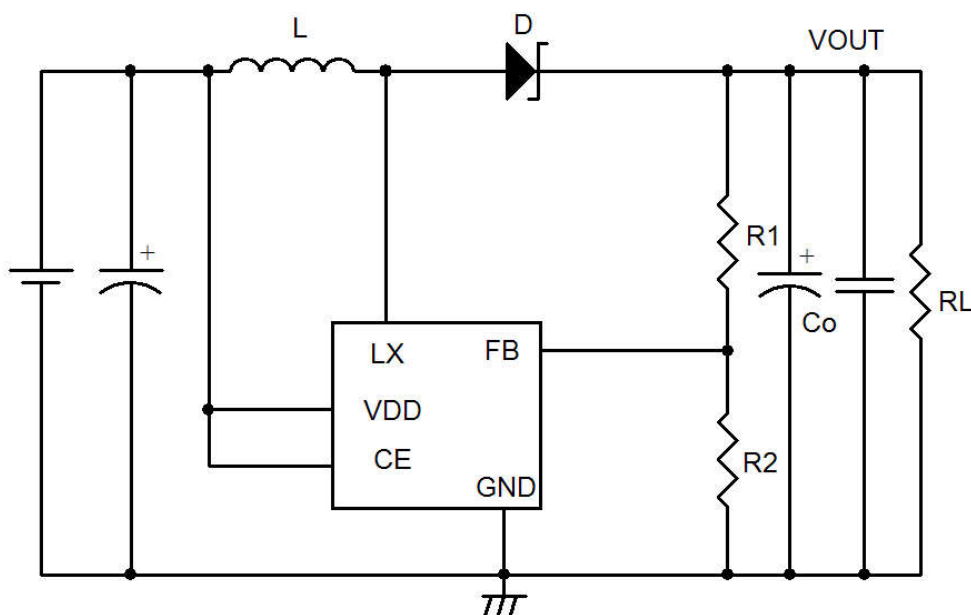 L
D
VOUT
+
R1
+
Co
RL
LX
FB
VDD
CE
R2
GND